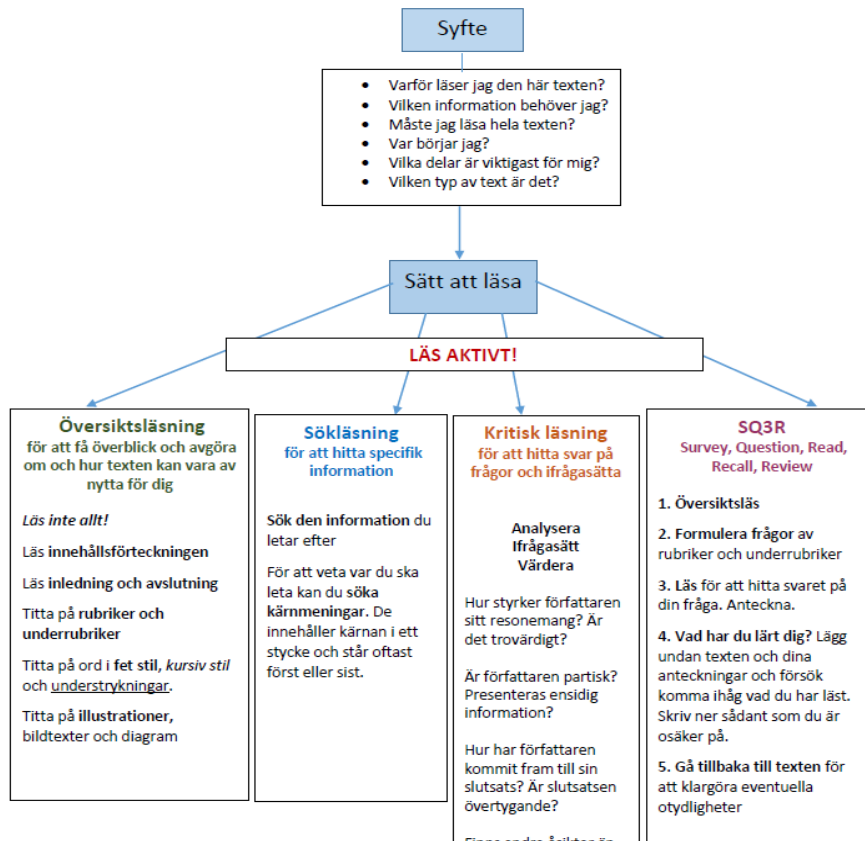 Syfte
• Varför läser jag den här texten?
• Vilken information behöver jag?
• Måste jag läsa hela texten?
• Var börjar jag?
• Vilka delar är viktigast för mig?
• Vilken typ av text är det?
Sätt att läsa
LÄS AKTIVT!
Översiktsläsning
för att få överblick och avgöra
om och hur texten kan vara av
nytta för dig
Läs inte allt!
Läs innehållsförteckningen
Läs inledning och avslutning
Titta på rubriker och
underrubriker
Titta på ord i fet stil, kursiv stil
och understrykningar.
Titta på illustrationer,
bildtexter och diagram
Sökläsning
för att hitta specifik
information
Sök den information du
letar efter
För att veta var du ska
leta kan du söka
kärnmeningar. De
innehåller kärnan i ett
stycke och står oftast
först eller sist.
Kritisk läsning
för att hitta svar på
frågor och ifrågasätta
Analysera
Ifrågasätt
Värdera
Hur styrker författaren
sitt resonemang? Är
det trovärdigt?
Är författaren partisk?
Presenteras ensidig
information?
Hur har författaren
kommit fram till sin
slutsats? Är slutsatsen
övertygande?
SQ3R
Survey, Question, Read,
Recall, Review
1. Översiktsläs
2. Formulera frågor av
rubriker och underrubriker
3. Läs för att hitta svaret på
din fråga. Anteckna.
4. Vad har du lärt dig? Lägg
undan texten och dina
anteckningar och försök
komma ihåg vad du har läst.
Skriv ner sådant som du är
osäker på.
5. Gå tillbaka till texten för
att klargöra eventuella
otydligheter